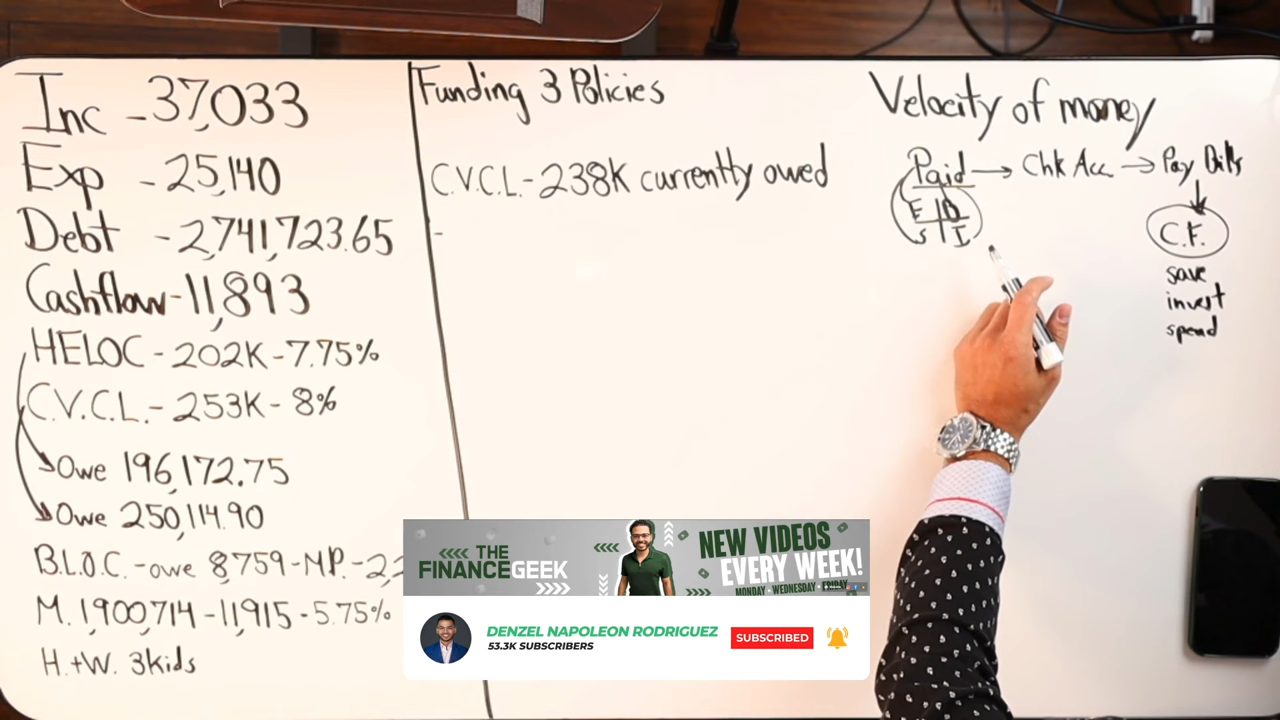 Inc - 37,033
Exp - 25,140
Debt - 2,741,723.65
Cashflow - 11,893
HELOC - 202K - 7.75%
C.V.C.L. - 253K - 8%
Owe 196,172.75
Owe 250,114.90
B.L.O.C. - owe 8,759 - M.P. - 2,2
M. 1,900,714 - 11,915 - 5.75%
H.+W. 3kids
Funding 3 Policies
C.V.C.L. - 238K currently owed
-
Velocity of money
Paid → Chk Acc → Pay Bills
E D
S I
C.F.
save
invest
spend
THE
FINANCEGEEK
NEW VIDEOS
EVERY WEEK!
MONDAY • WEDNESDAY • FRIDAY
DENZEL NAPOLEON RODRIGUEZ
53.3K SUBSCRIBERS
SUBSCRIBED